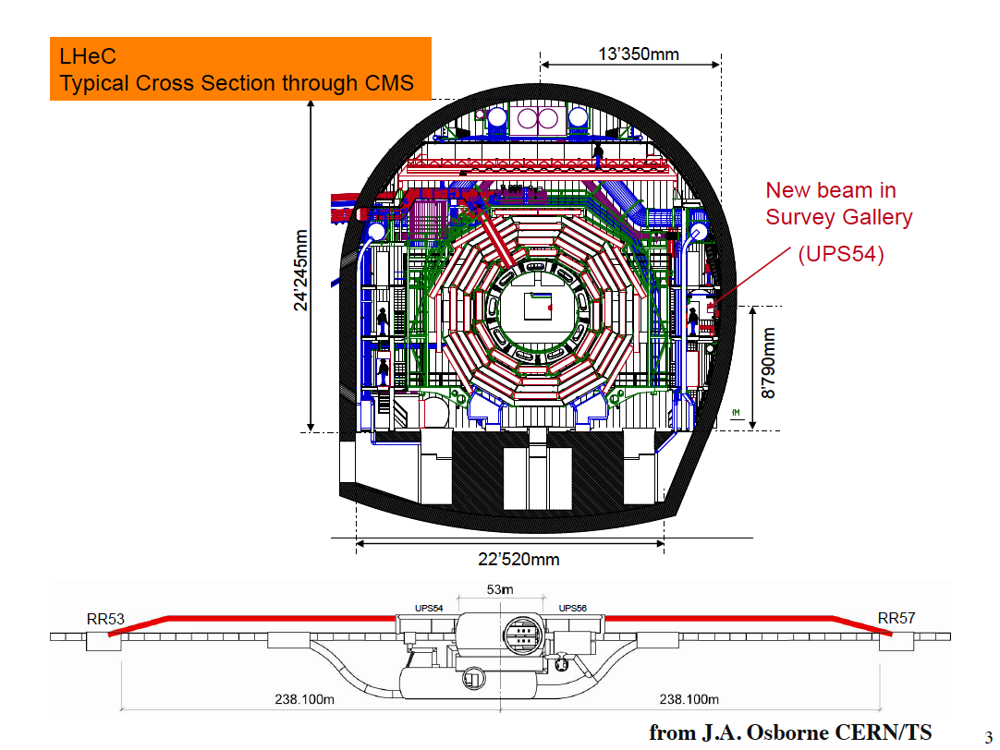 LHeC
Typical Cross Section through CMS
13’350mm
24’245mm
New beam in
Survey Gallery
(UPS54)
8’790mm
22’520mm
53m
RR53
UPS54
UPS56
RR57
238.100m
238.100m
from J.A. Osborne CERN/TS
3